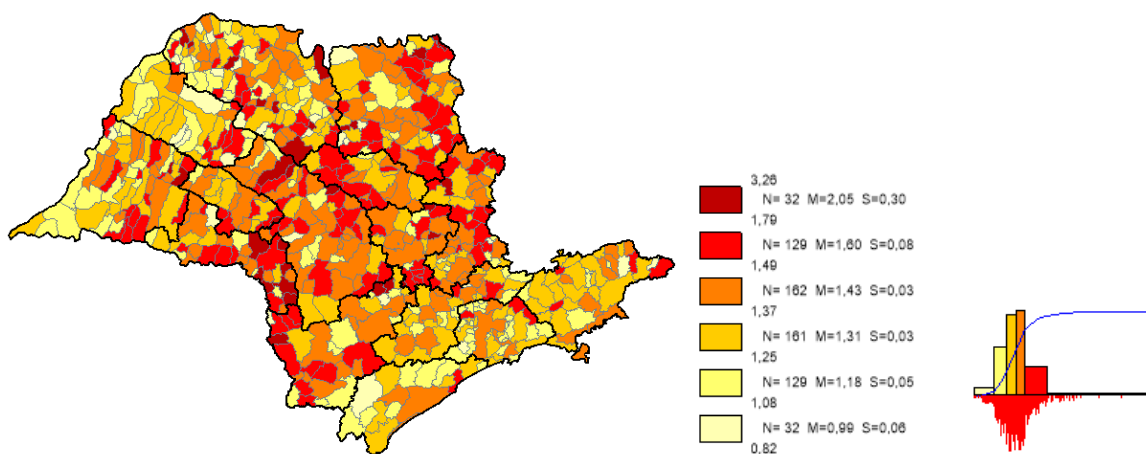 3,26
N= 32 M=2,05 S=0,30
1,79
N= 129 M=1,60 S=0,08
1,49
N= 162 M=1,43 S=0,03
1,37
N= 161 M=1,31 S=0,03
1,25
N= 129 M=1,18 S=0,05
1,08
N= 32 M=0,99 S=0,06
0,82